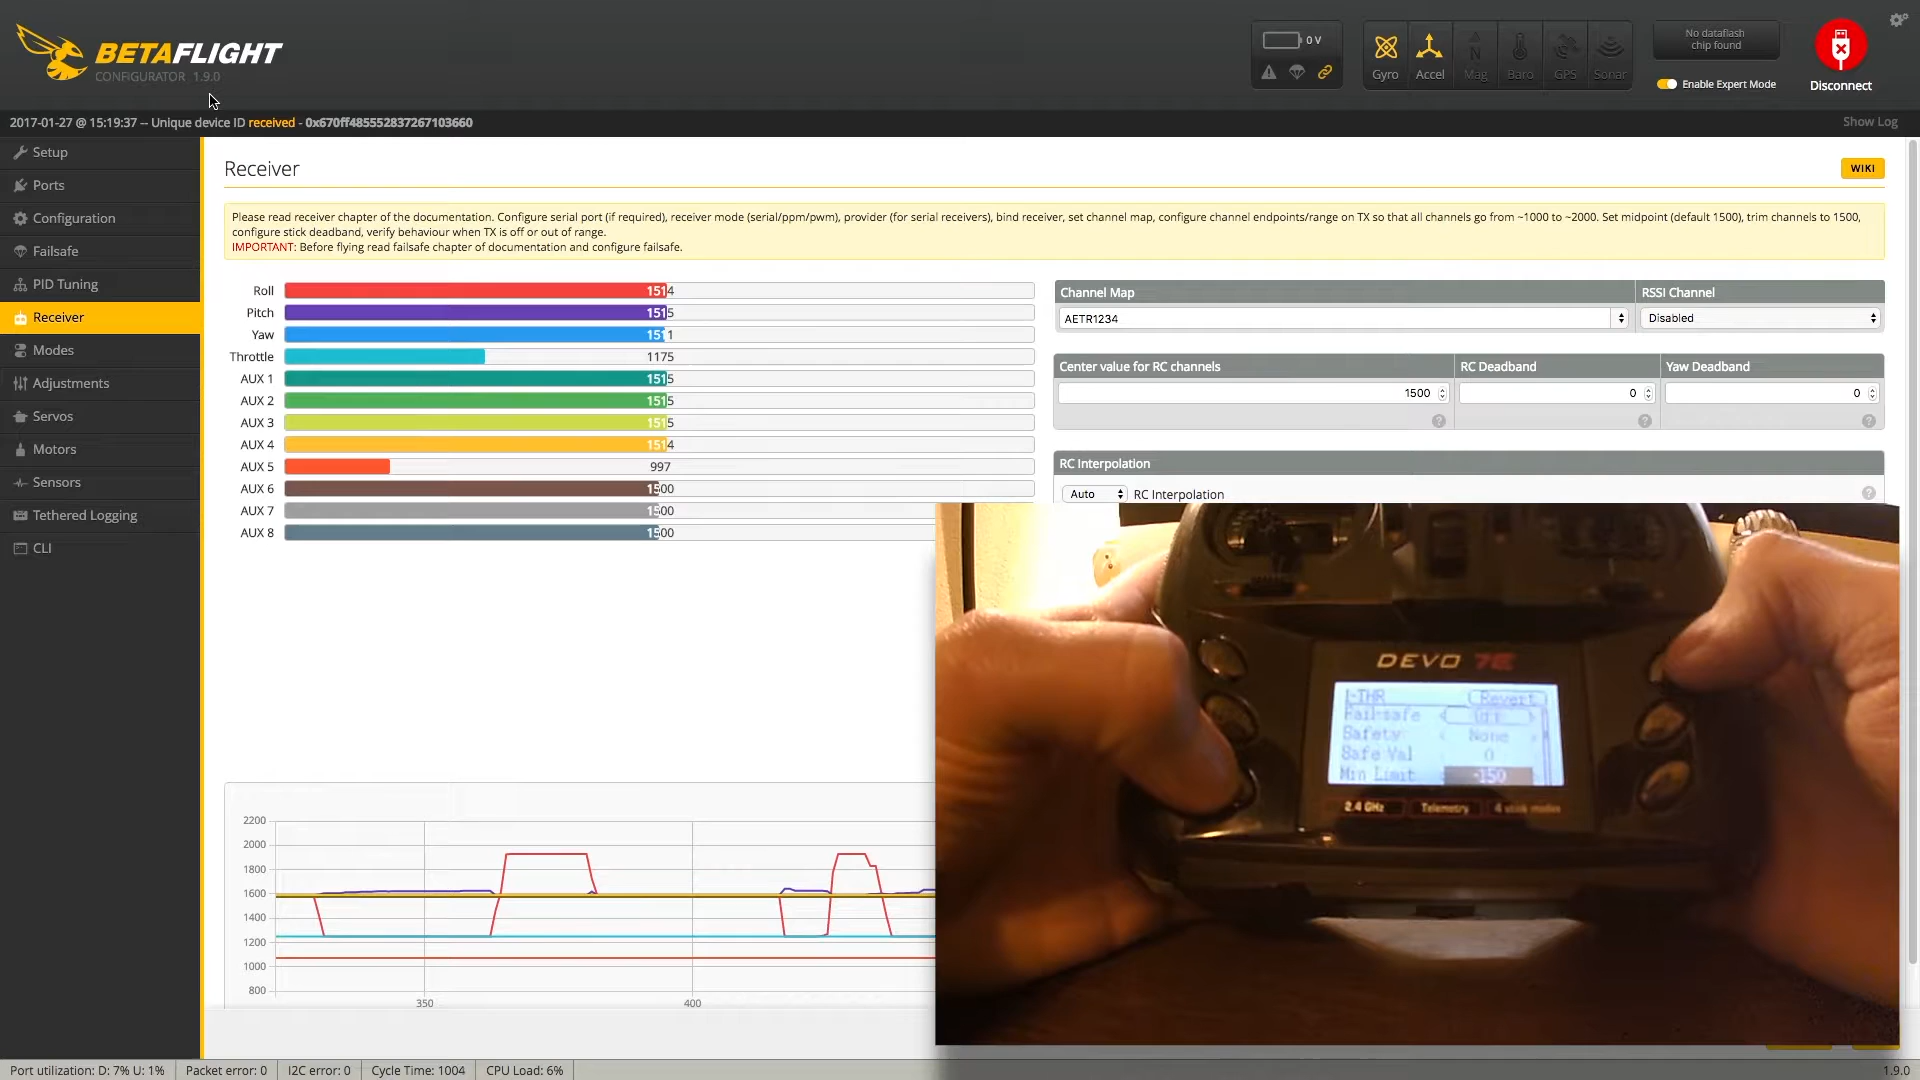 BETAFLIGHT
CONFIGURATOR 1.9.0
0 V
Gyro
Accel
Mag
Baro
GPS
Sonar
No dataflash
chip found
Enable Expert Mode
Disconnect
2017-01-27 @ 15:19:37 -- Unique device ID received - 0x670ff485552837267103660
Show Log
Setup
Ports
Configuration
Failsafe
PID Tuning
Receiver
Modes
Adjustments
Servos
Motors
Sensors
Tethered Logging
CLI
Receiver
WIKI
Please read receiver chapter of the documentation. Configure serial port (if required), receiver mode (serial/ppm/pwm), provider (for serial receivers), bind receiver, set channel map, configure channel endpoints/range on TX so that all channels go from ~1000 to ~2000. Set midpoint (default 1500), trim channels to 1500,
configure stick deadband, verify behaviour when TX is off or out of range.
IMPORTANT: Before flying read failsafe chapter of documentation and configure failsafe.
Roll 1514
Pitch 1515
Yaw 1511
Throttle 1175
AUX 1 1515
AUX 2 1515
AUX 3 1515
AUX 4 1514
AUX 5 997
AUX 6 1500
AUX 7 1500
AUX 8 1500
Channel Map
RSSI Channel
AETR1234
Disabled
Center value for RC channels
RC Deadband
Yaw Deadband
1500
0
0
RC Interpolation
Auto RC Interpolation
DEVO 7E
Revert
Failsafe
Safety None
Safe Val 0
Min Limit -150
2.4 GHz Telemetry 4 stick modes
2200
2000
1800
1600
1400
1200
1000
800
350
400
Port utilization: D: 7% U: 1%
Packet error: 0
I2C error: 0
Cycle Time: 1004
CPU Load: 6%
1.9.0